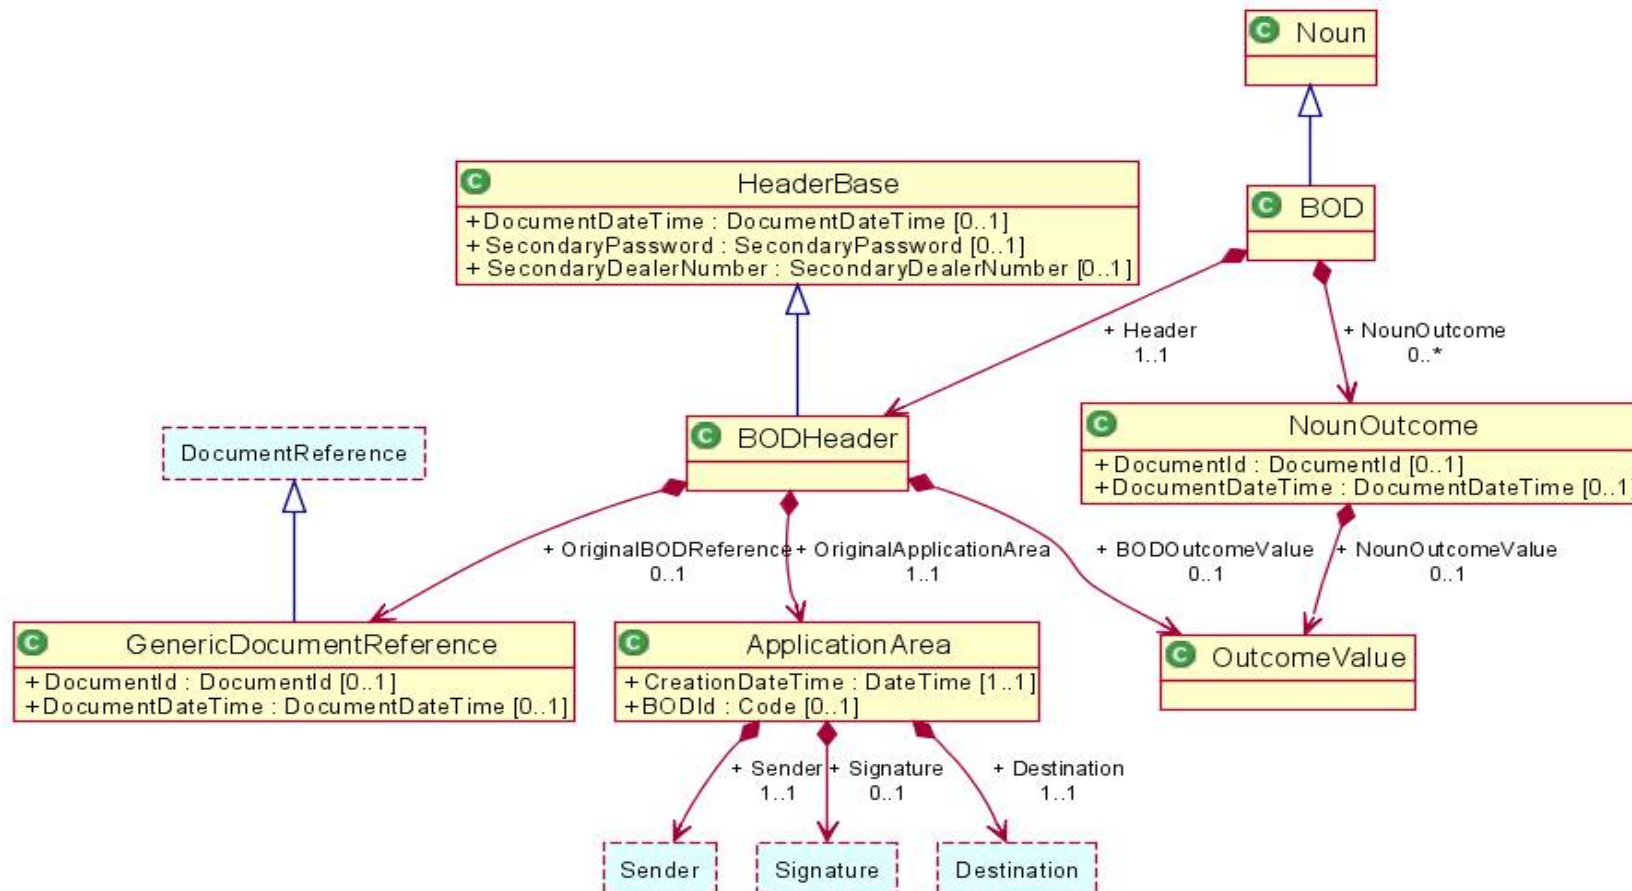 C Noun
C HeaderBase
+DocumentDateTime : DocumentDateTime [0..1]
+ SecondaryPassword : SecondaryPassword [0..1]
+ SecondaryDealerNumber : SecondaryDealerNumber [0..1]
C BOD
+ Header
1..1
+ NounOutcome
0..*
DocumentReference
C BODHeader
C NounOutcome
+ DocumentId : DocumentId [0..1]
+DocumentDateTime : DocumentDateTime [0..1]
+ OriginalBODReference
0..1
+ OriginalApplicationArea
1..1
+ BODOutcomeValue
0..1
+ NounOutcomeValue
0..1
C GenericDocumentReference
+ DocumentId : DocumentId [0..1]
+DocumentDateTime : DocumentDateTime [0..1]
C ApplicationArea
+ CreationDateTime : DateTime [1..1]
+BODId : Code [0..1]
C OutcomeValue
+ Sender
1..1
+ Signature
0..1
+ Destination
1..1
Sender
Signature
Destination